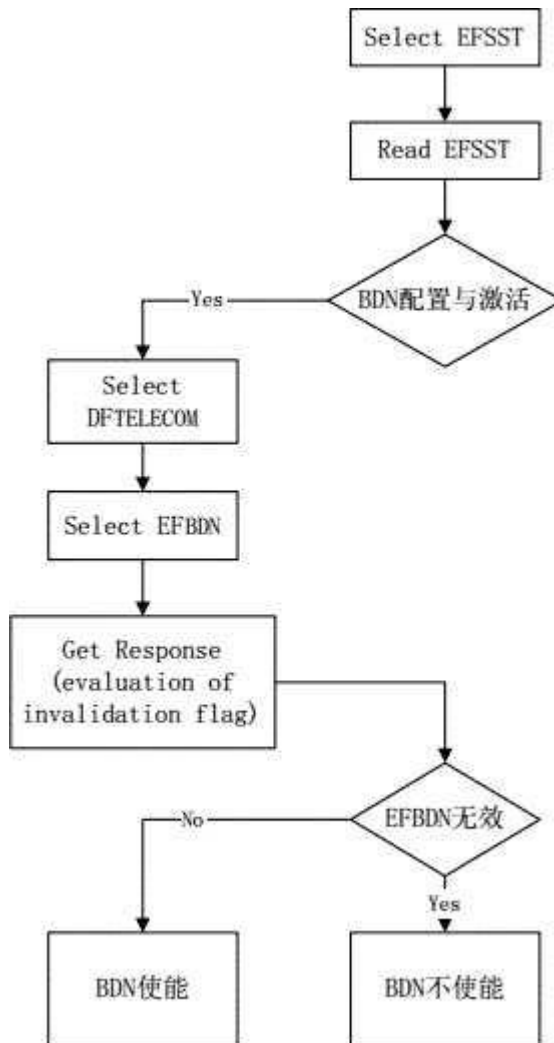 Select EFSST
Read EFSST
BDN配置与激活
Yes
Select
DFTELECOM
Select EFBDN
Get Response
(evaluation of
invalidation flag)
EFBDN无效
No
Yes
BDN使能
BDN不使能